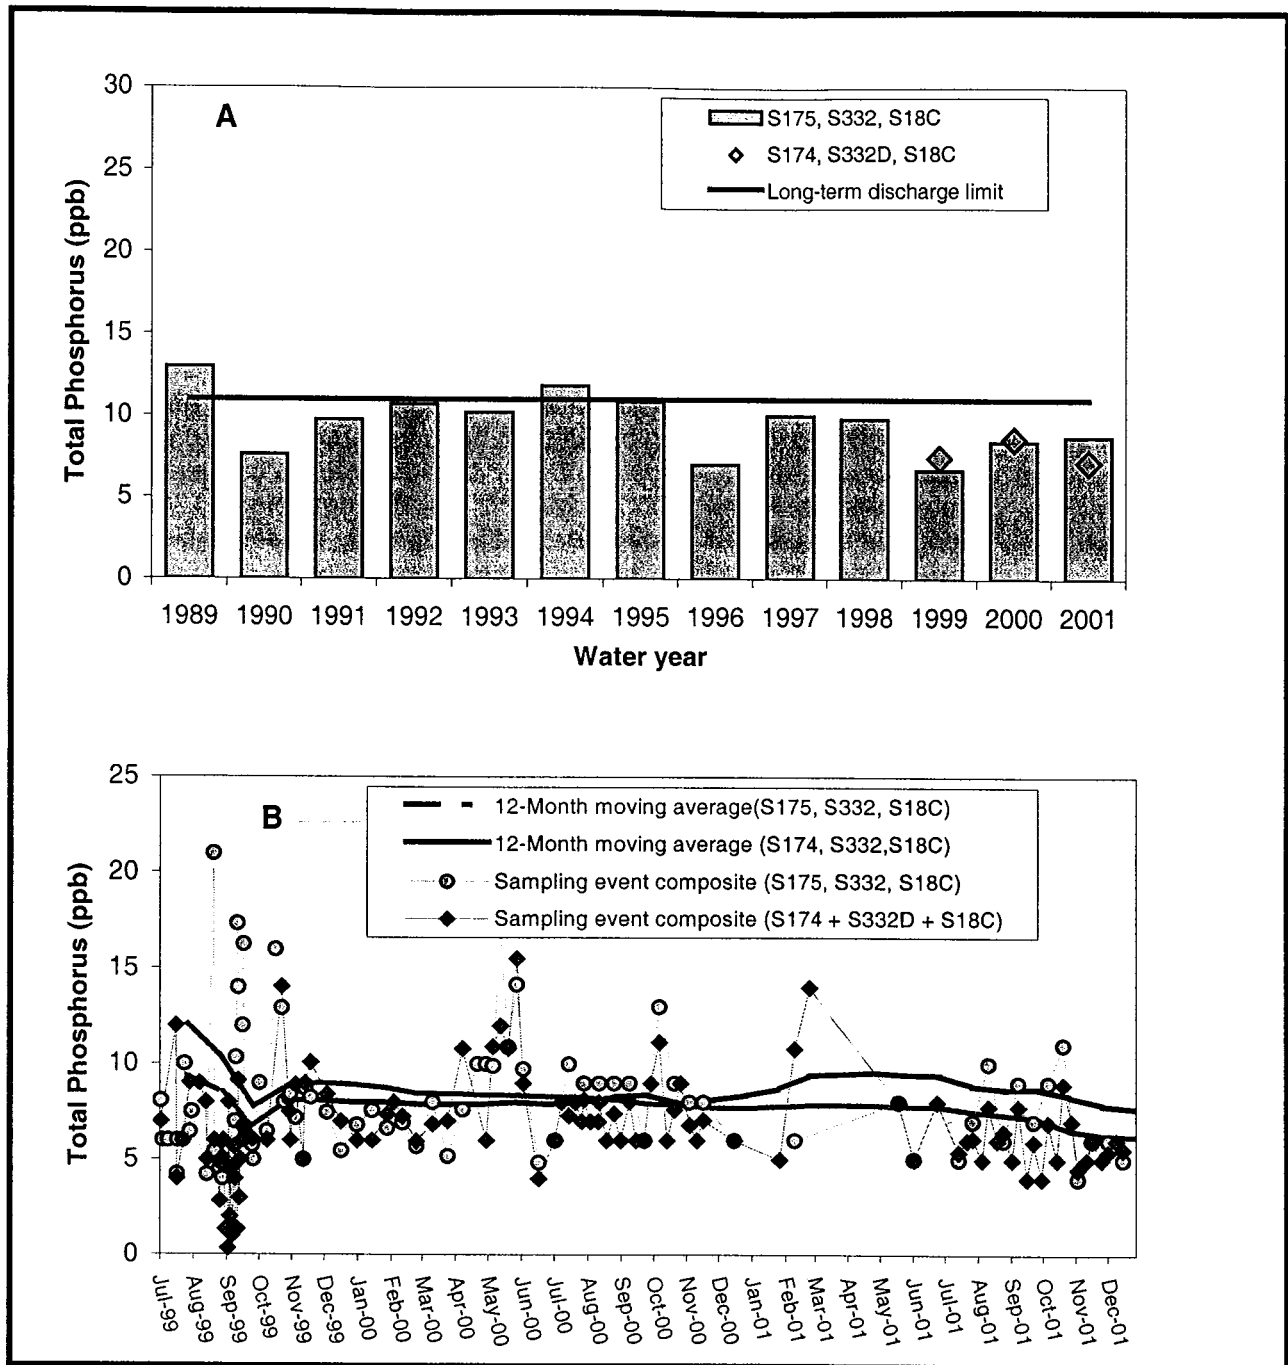 A
S175, S332, S18C
S174, S332D, S18C
Long-term discharge limit
30
25
20
15
10
5
0
Total Phosphorus (ppb)
1989 1990 1991 1992 1993 1994 1995 1996 1997 1998 1999 2000 2001
Water year
B
12-Month moving average(S175, S332, S18C)
12-Month moving average (S174, S332,S18C)
Sampling event composite (S175, S332, S18C)
Sampling event composite (S174 + S332D + S18C)
25
20
15
10
5
0
Total Phosphorus (ppb)
Jul-99 Aug-99 Sep-99 Oct-99 Nov-99 Dec-99 Jan-00 Feb-00 Mar-00 Apr-00 May-00 Jun-00 Jul-00 Aug-00 Sep-00 Oct-00 Nov-00 Dec-00 Jan-01 Feb-01 Mar-01 Apr-01 May-01 Jun-01 Jul-01 Aug-01 Sep-01 Oct-01 Nov-01 Dec-01